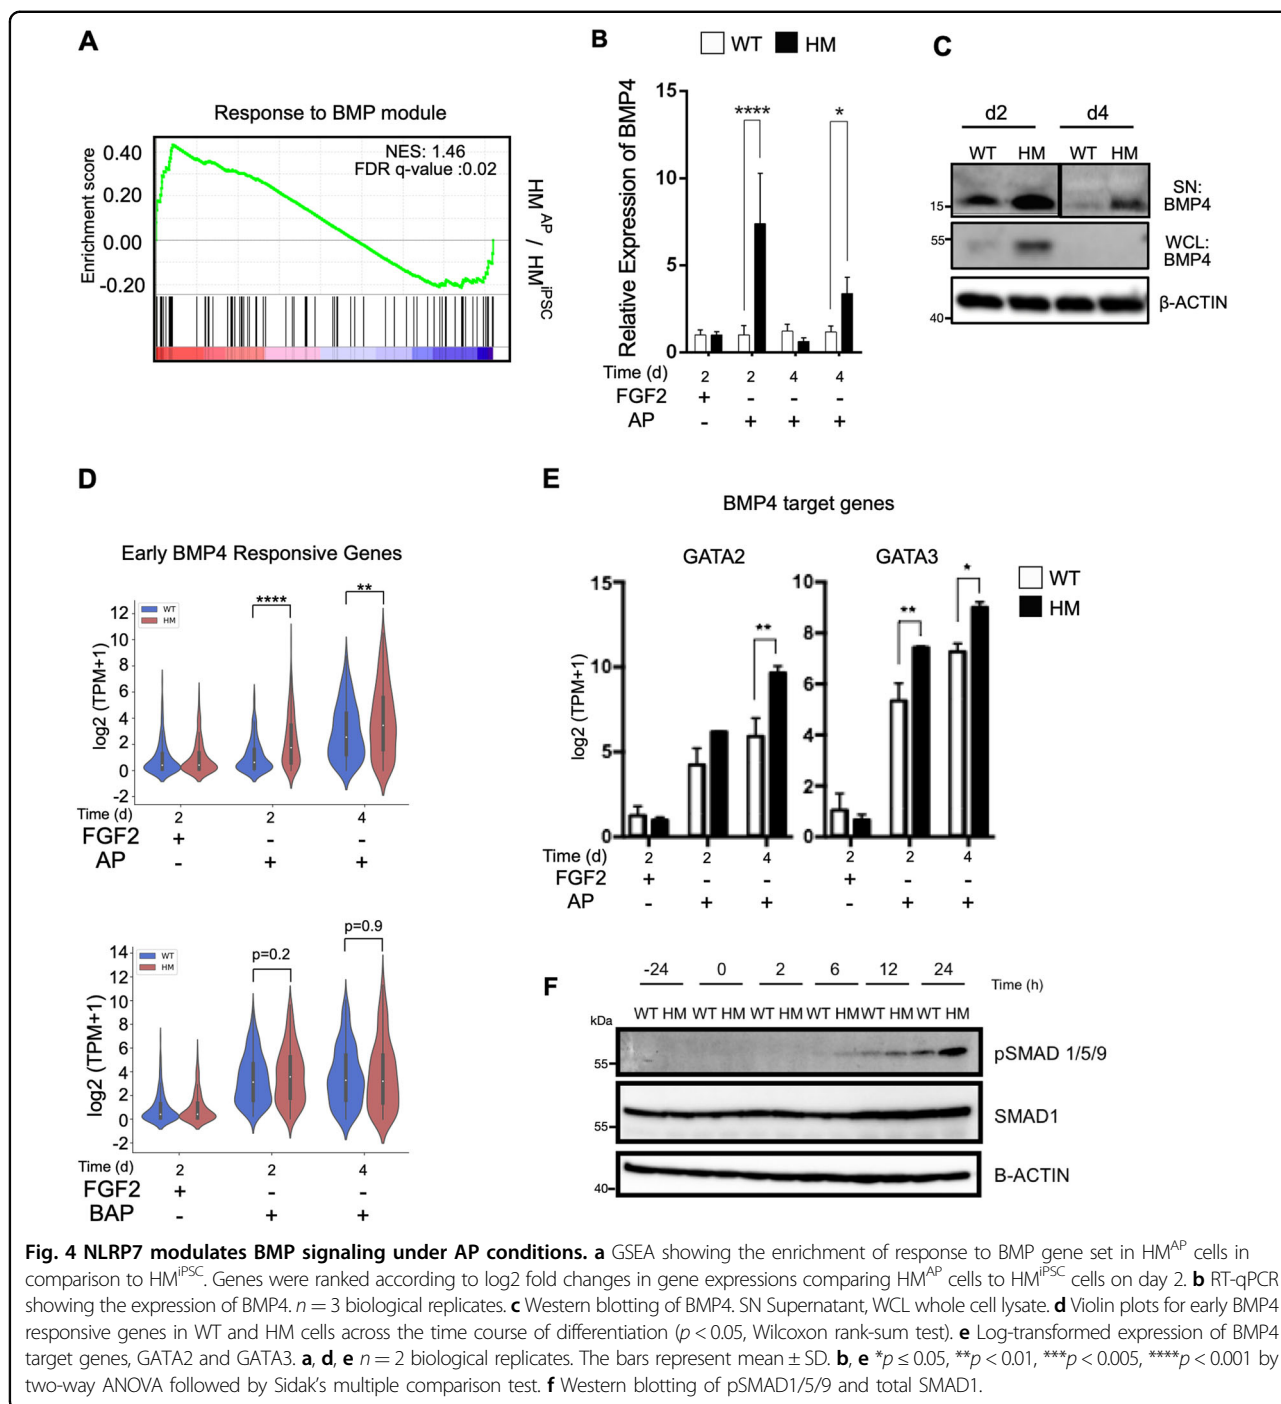 A
Response to BMP module
Enrichment score
0.40
0.20
0.00
-0.20
NES: 1.46
FDR q-value :0.02
HM^AP / HM^iPSC
B
WT HM
Relative Expression of BMP4
15
10
5
0
**** *
Time (d) 2 2 4 4
FGF2 + - - -
AP - + + +
C
d2 d4
WT HM WT HM
15
SN:
BMP4
55
WCL:
BMP4
β-ACTIN
40
D
Early BMP4 Responsive Genes
WT
HM
log2 (TPM+1)
12
10
8
6
4
2
0
-2
**** **
Time (d) 2 2 4
FGF2 + - -
AP - + +
WT
HM
log2 (TPM+1)
14
12
10
8
6
4
2
0
-2
p=0.2 p=0.9
Time (d) 2 2 4
FGF2 + - -
BAP - + +
E
BMP4 target genes
GATA2 GATA3
WT
HM
log2 (TPM+1)
15
10
5
0
**
10
8
6
4
2
0
** *
Time (d) 2 2 4 2 2 4
FGF2 + - - + - -
AP - + + - + +
F
-24 0 2 6 12 24 Time (h)
WT HM WT HM WT HM WT HM WT HM WT HM
kDa
55
pSMAD 1/5/9
55
SMAD1
40
B-ACTIN
Fig. 4 NLRP7 modulates BMP signaling under AP conditions. a GSEA showing the enrichment of response to BMP gene set in HM^AP cells in
comparison to HM^iPSC. Genes were ranked according to log2 fold changes in gene expressions comparing HM^AP cells to HM^iPSC cells on day 2. b RT-qPCR
showing the expression of BMP4. n = 3 biological replicates. c Western blotting of BMP4. SN Supernatant, WCL whole cell lysate. d Violin plots for early BMP4
responsive genes in WT and HM cells across the time course of differentiation (p < 0.05, Wilcoxon rank-sum test). e Log-transformed expression of BMP4
target genes, GATA2 and GATA3. a, d, e n = 2 biological replicates. The bars represent mean ± SD. b, e *p ≤ 0.05, **p < 0.01, ***p < 0.005, ****p < 0.001 by
two-way ANOVA followed by Sidak's multiple comparison test. f Western blotting of pSMAD1/5/9 and total SMAD1.